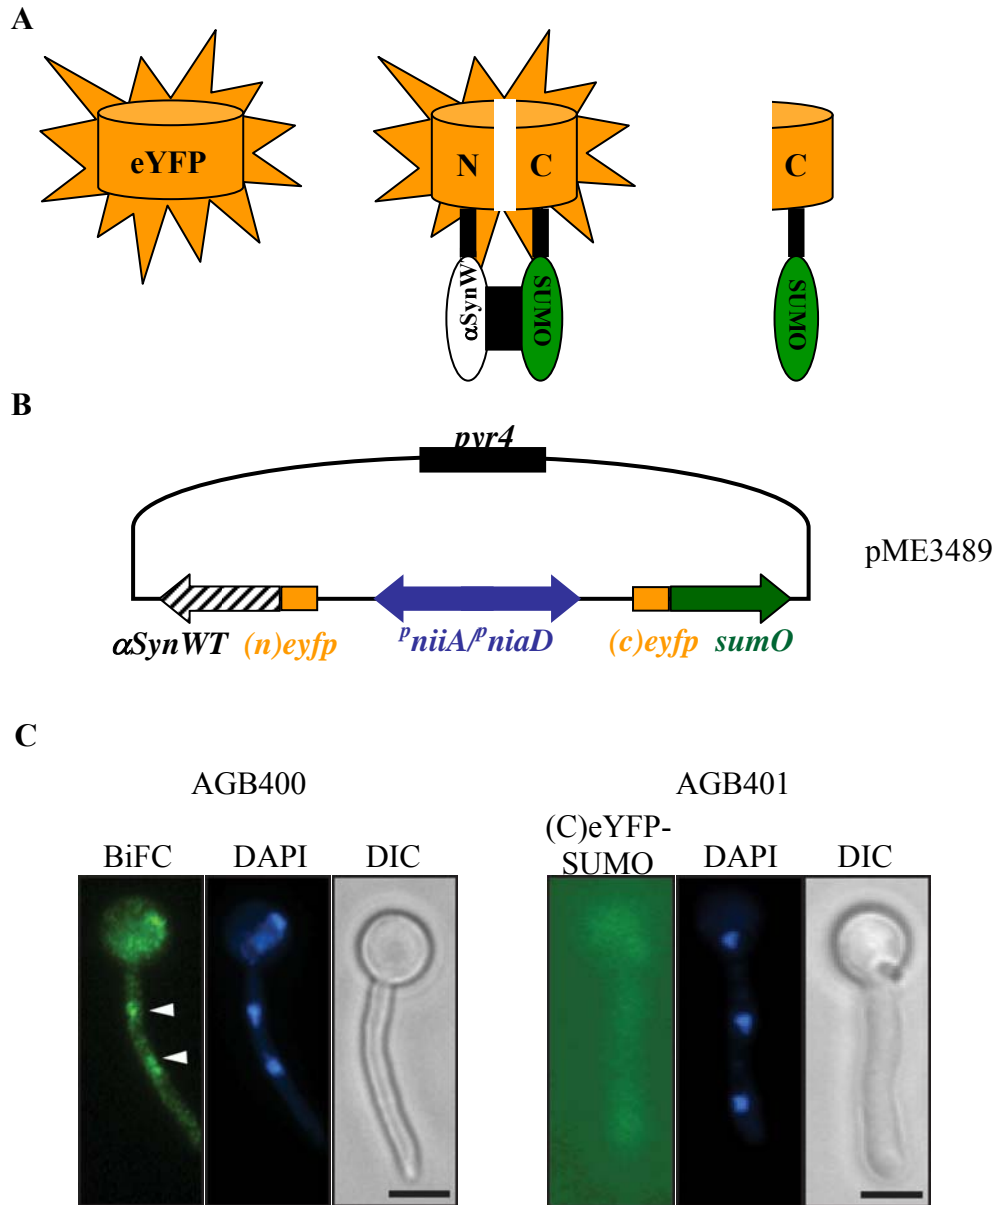 A
eYFP
N
C
αSynW
SUMO
C
SUMO
B
pyr4
pME3489
αSynWT (n)eyfp pniiA/pniaD (c)eyfp sumO
C
AGB400
AGB401
BiFC DAPI DIC
(C)eYFP-
SUMO DAPI DIC